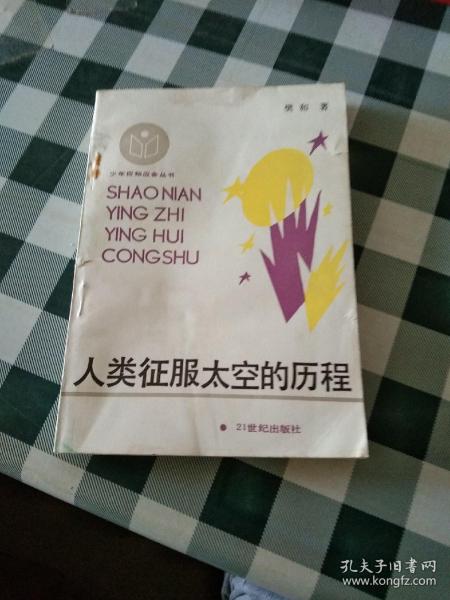 樊和 著
少年应知应会丛书
SHAO NIAN
YING ZHI
YING HUI
CONGSHU
人类征服太空的历程
21世纪出版社
孔夫子旧书网
www.kongfz.com